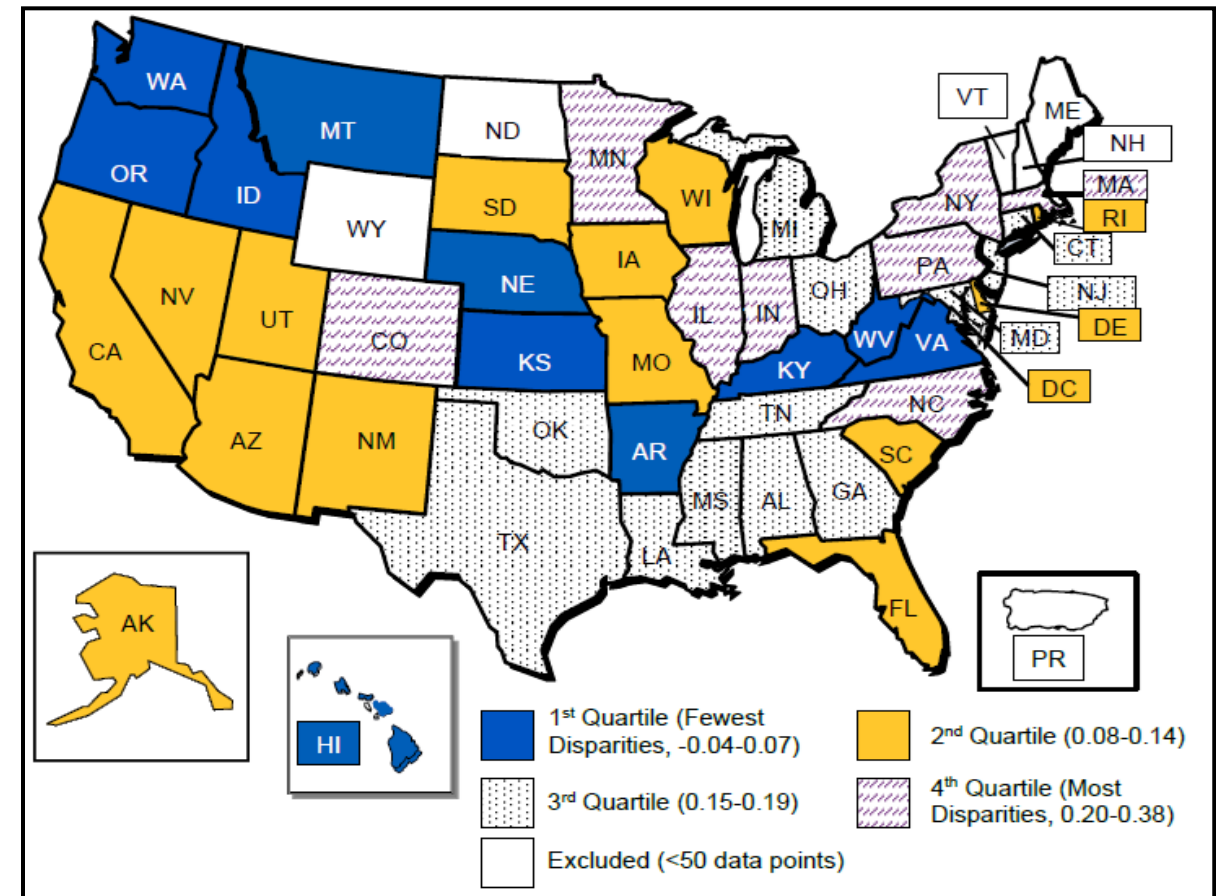 WA
MT
ND
MN
VT
ME
NH
OR
ID
WY
SD
WI
MI
NY
MA
RI
CT
NV
UT
CO
NE
IA
IL
IN
OH
PA
NJ
DE
MD
DC
CA
KS
MO
KY
WV
VA
AZ
NM
OK
AR
TN
NC
SC
TX
LA
MS
AL
GA
FL
AK
HI
PR
1st Quartile (Fewest
Disparities, -0.04-0.07)
2nd Quartile (0.08-0.14)
3rd Quartile (0.15-0.19)
4th Quartile (Most
Disparities, 0.20-0.38)
Excluded (<50 data points)